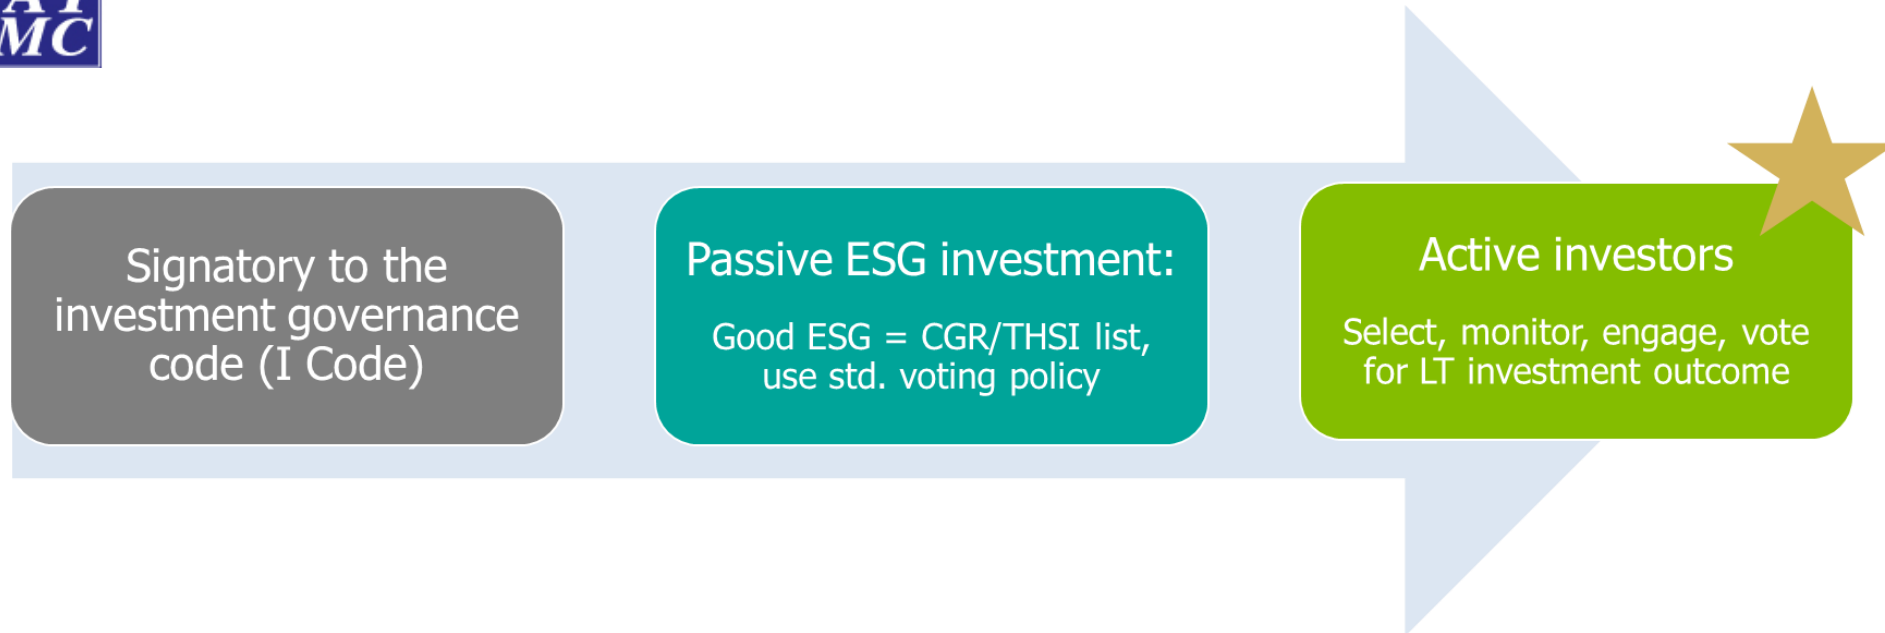 MC
Signatory to the
investment governance
code (I Code)
Passive ESG investment:
Good ESG = CGR/THSI list,
use std. voting policy
Active investors
Select, monitor, engage, vote
for LT investment outcome